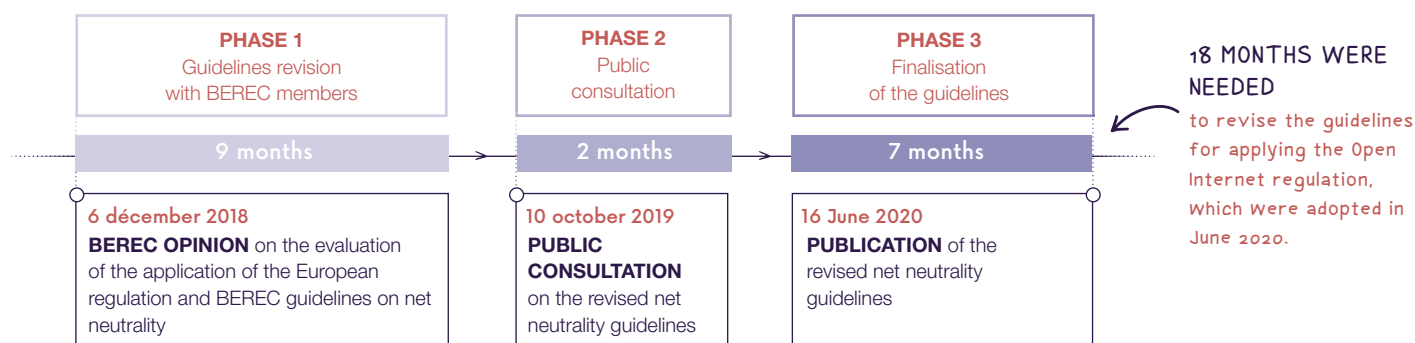 PHASE 1
Guidelines revision
with BEREC members
PHASE 2
Public
consultation
PHASE 3
Finalisation
of the guidelines
18 MONTHS WERE
NEEDED
to revise the guidelines
for applying the Open
Internet regulation,
which were adopted in
June 2020.
9 months
2 months
7 months
6 décember 2018
BEREC OPINION on the evaluation
of the application of the European
regulation and BEREC guidelines on net
neutrality
10 october 2019
PUBLIC
CONSULTATION
on the revised net
neutrality guidelines
16 June 2020
PUBLICATION of the
revised net neutrality
guidelines